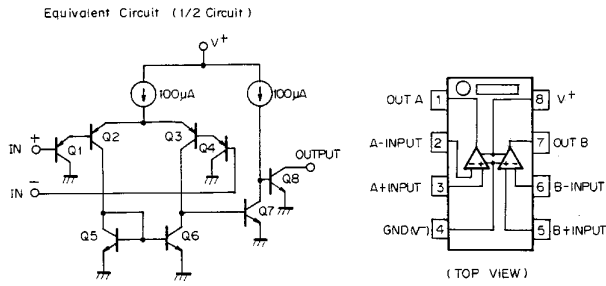 Equivalent Circuit (1/2 Circuit)
V+
100μA
100μA
IN +
Q1
Q2
Q3
Q4
OUTPUT
Q8
IN −
Q7
Q5
Q6
OUT A
1
8
V+
A-INPUT
2
7
OUT B
A+INPUT
3
6
B-INPUT
GND(V-)
4
5
B+INPUT
(TOP VIEW)